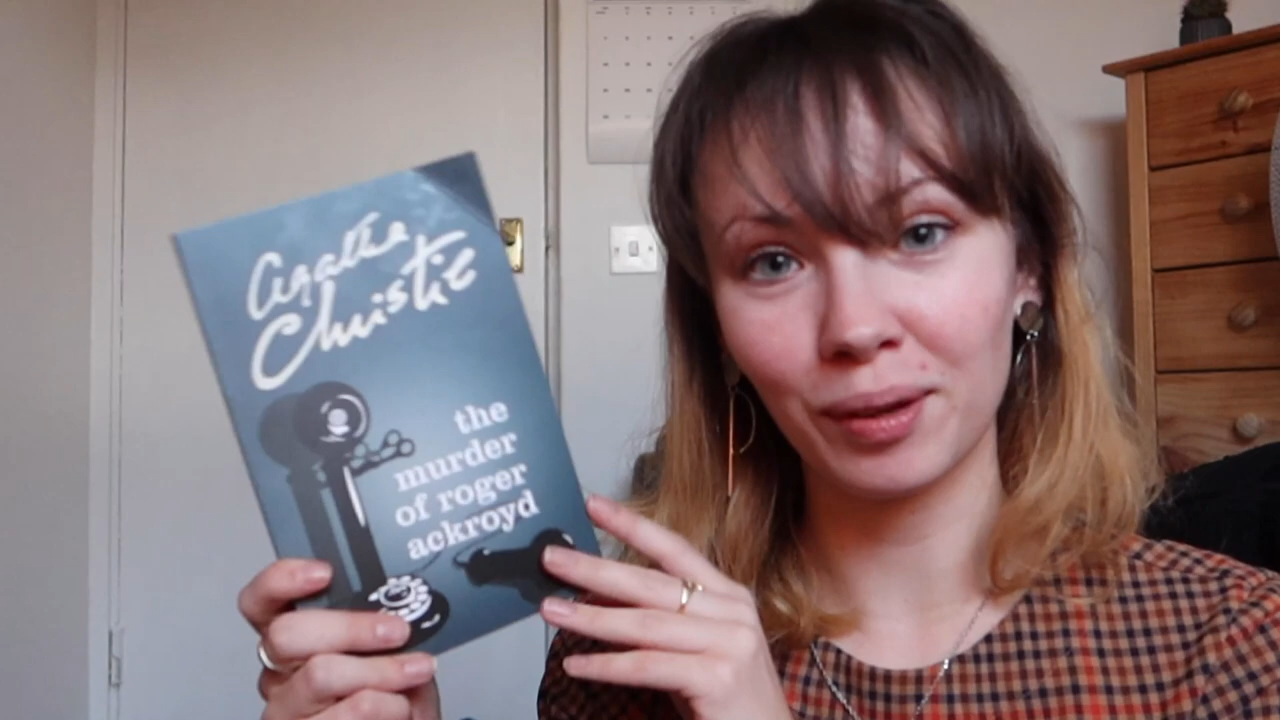 Agatha
Christie
the
murder
of roger
ackroyd